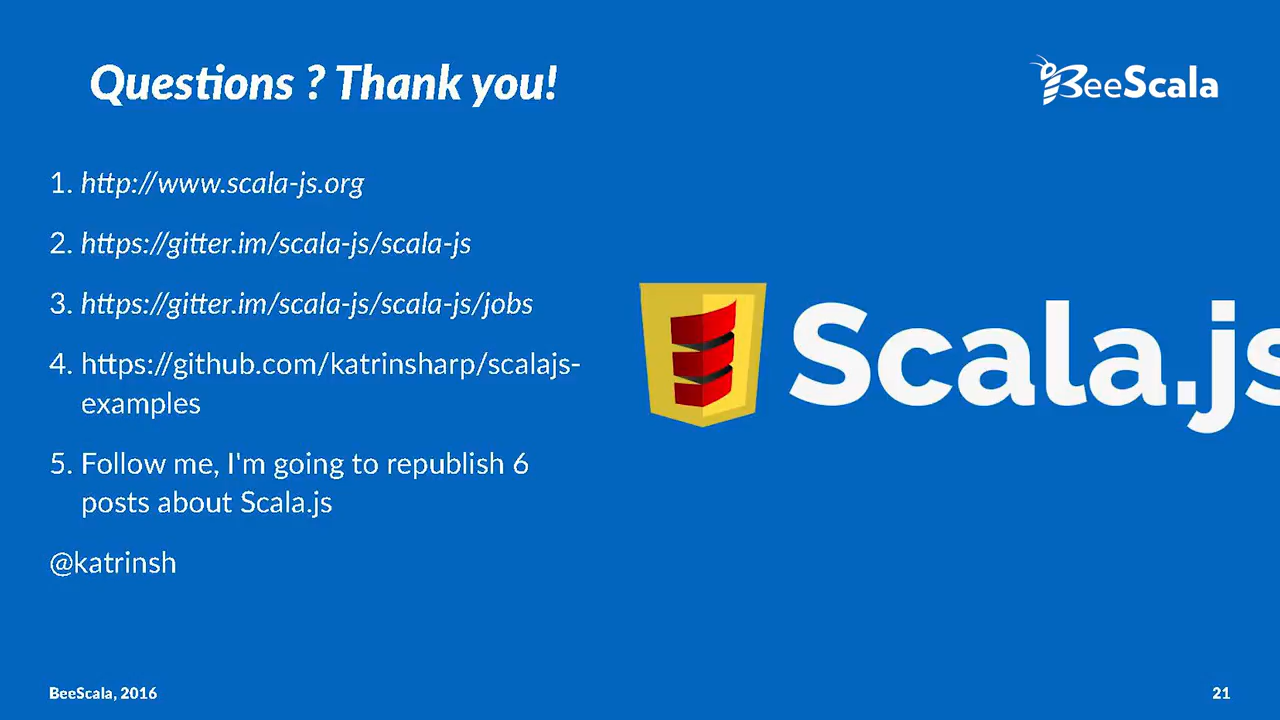 Questions ? Thank you!
BeeScala
1. http://www.scala-js.org
2. https://gitter.im/scala-js/scala-js
3. https://gitter.im/scala-js/scala-js/jobs
4. https://github.com/katrinsharp/scalajs-
examples
5. Follow me, I'm going to republish 6
posts about Scala.js
@katrinsh
Scala.js
BeeScala, 2016
21